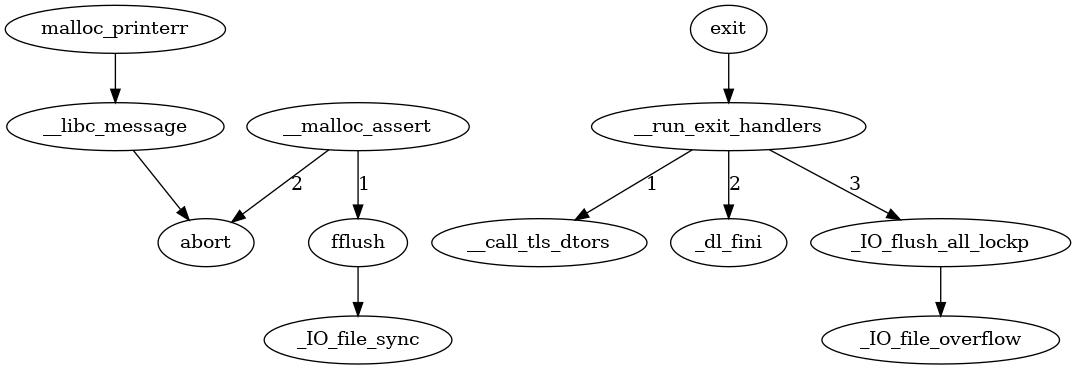 malloc_printerr
exit
__libc_message
__malloc_assert
__run_exit_handlers
2
1
1
2
3
abort
fflush
__call_tls_dtors
_dl_fini
_IO_flush_all_lockp
_IO_file_sync
_IO_file_overflow